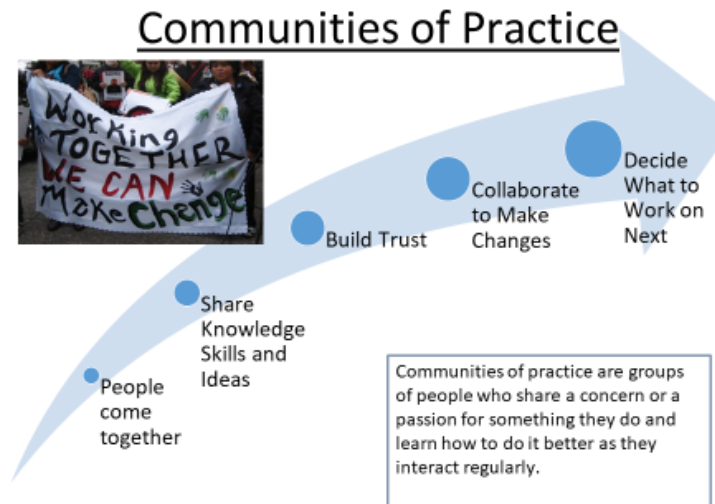 Communities of Practice
Working
TOGETHER
WE CAN
Make Change
People
come
together
Share
Knowledge
Skills and
Ideas
Build Trust
Collaborate
to Make
Changes
Decide
What to
Work on
Next
Communities of practice are groups
of people who share a concern or a
passion for something they do and
learn how to do it better as they
interact regularly.